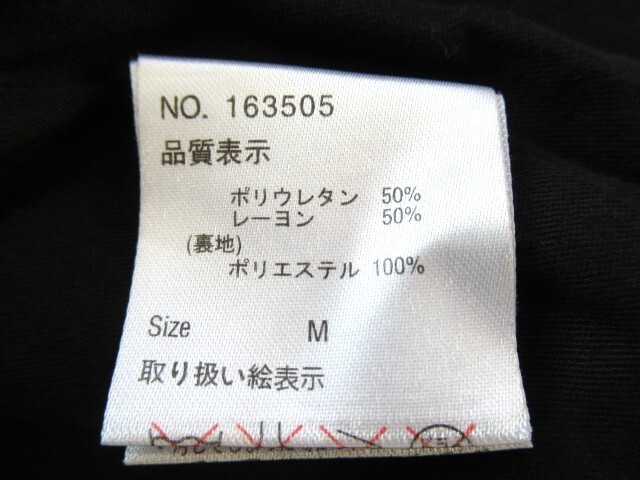 NO. 163505
品質表示
ポリウレタン 50%
レーヨン 50%
(裏地)
ポリエステル 100%
Size M
取り扱い絵表示